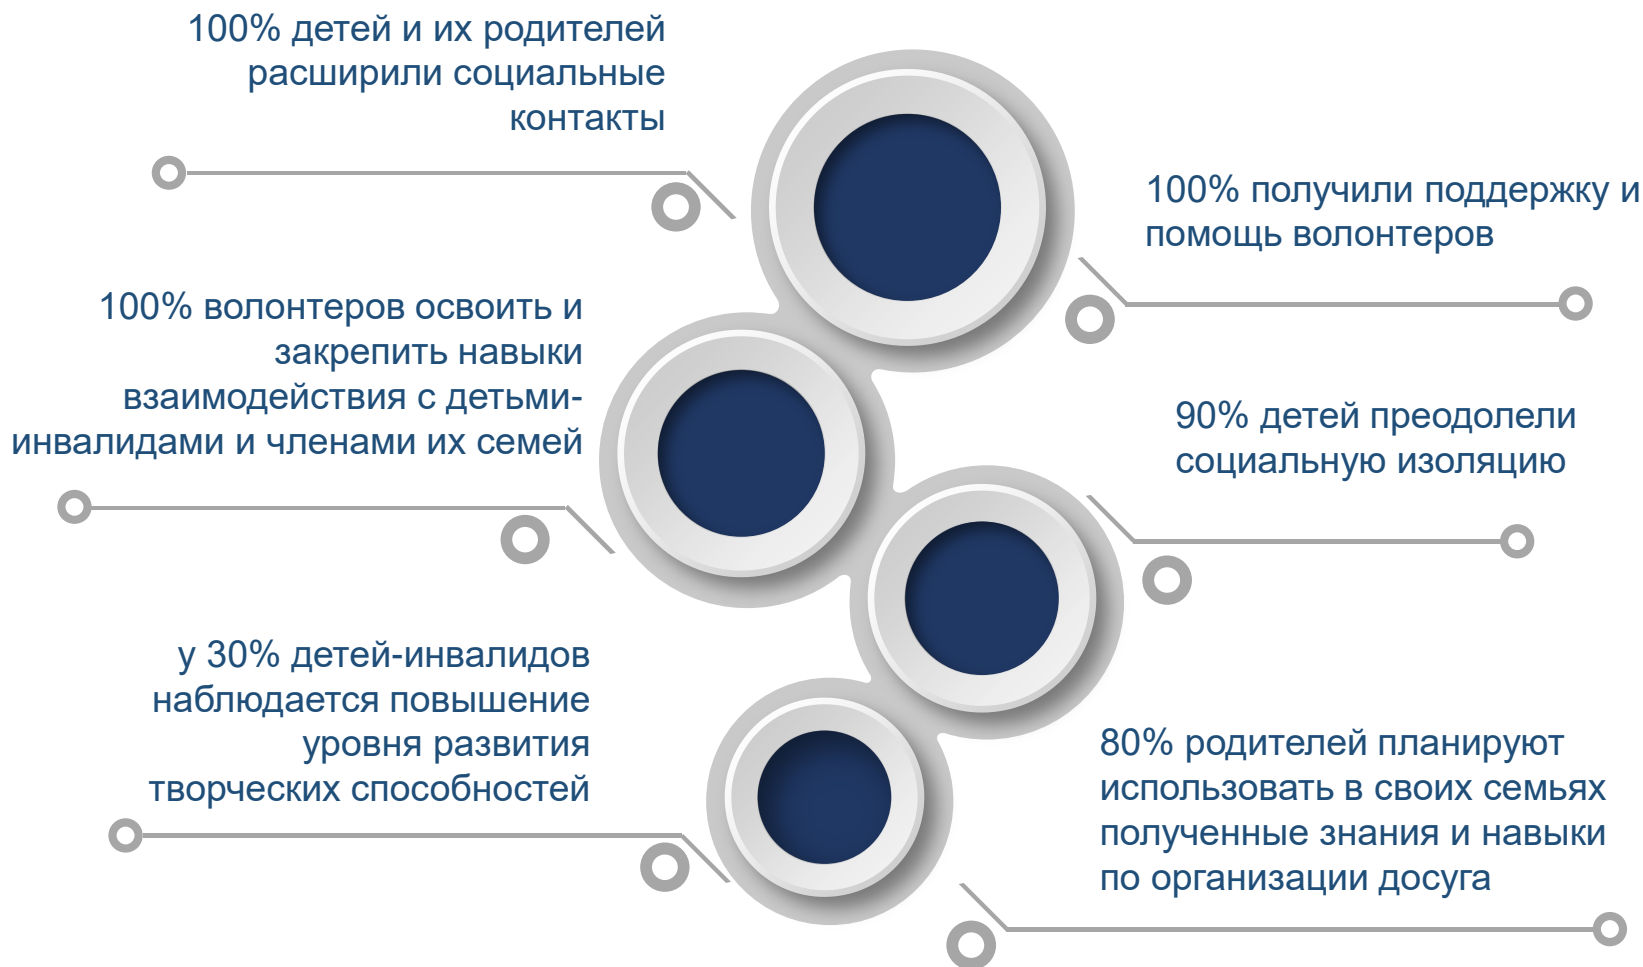 100% детей и их родителей
расширили социальные
контакты
100% получили поддержку и
помощь волонтеров
100% волонтеров освоить и
закрепить навыки
взаимодействия с детьми-
инвалидами и членами их семей
90% детей преодолели
социальную изоляцию
у 30% детей-инвалидов
наблюдается повышение
уровня развития
творческих способностей
80% родителей планируют
использовать в своих семьях
полученные знания и навыки
по организации досуга